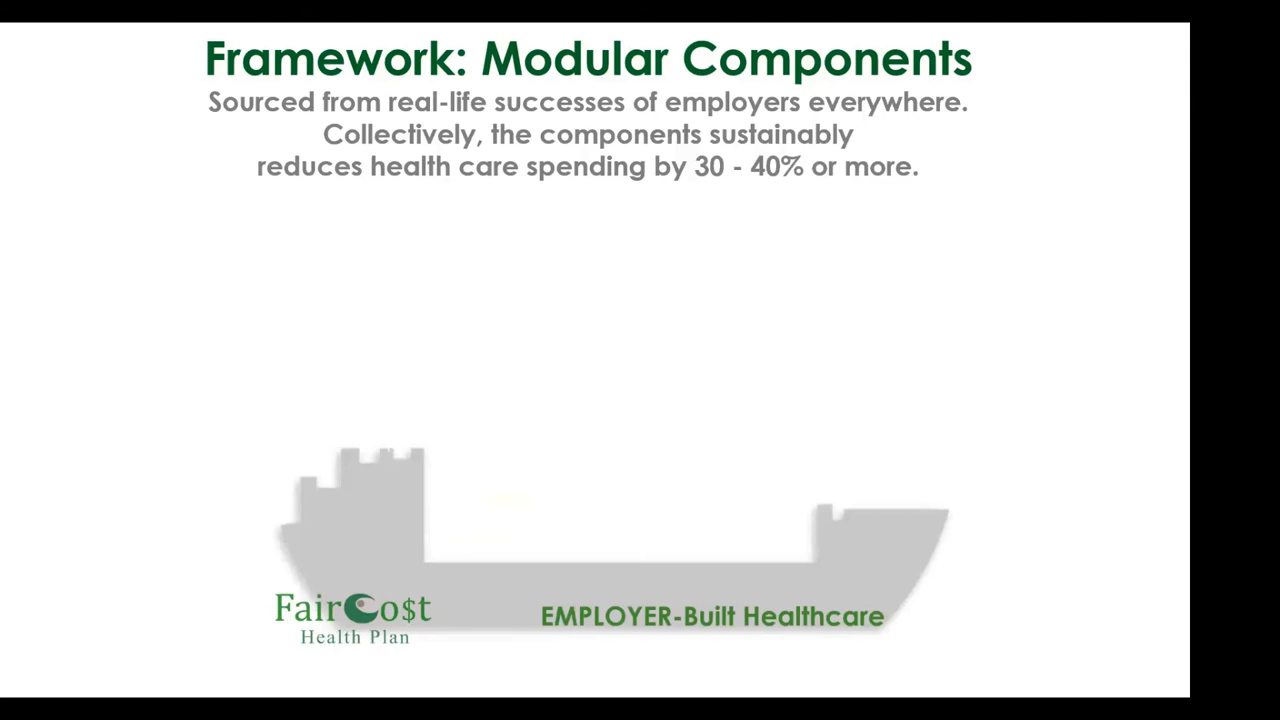 Framework: Modular Components
Sourced from real-life successes of employers everywhere.
Collectively, the components sustainably
reduces health care spending by 30 - 40% or more.
FairCo$t
Health Plan
EMPLOYER-Built Healthcare